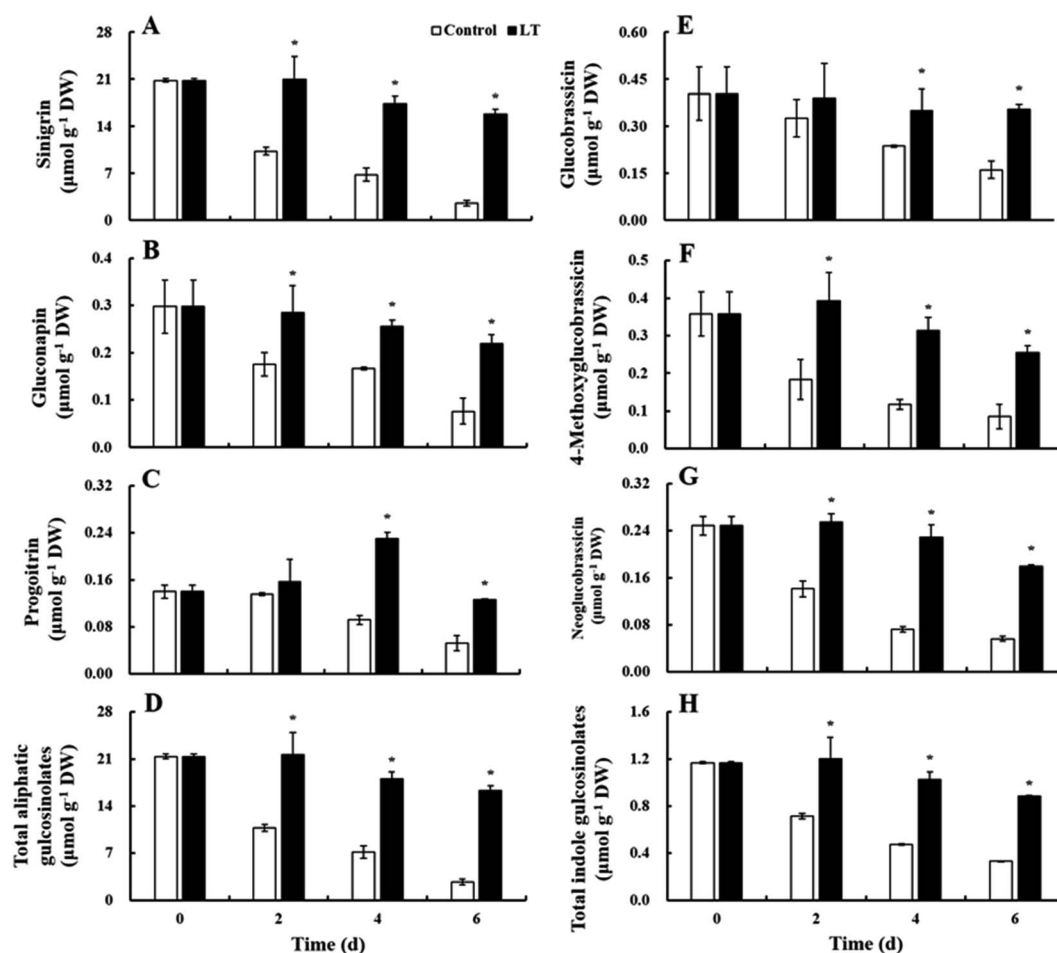 A
□ Control ■ LT
28
21
14
7
0
Sinigrin
(μmol g-1 DW)
* * *
B
0.4
0.3
0.2
0.1
0.0
Gluconapin
(μmol g-1 DW)
* * *
C
0.32
0.24
0.16
0.08
0.00
Progoitrin
(μmol g-1 DW)
* *
D
28
21
14
7
0
Total aliphatic
gulcosinolates
(μmol g-1 DW)
* * *
0 2 4 6
Time (d)
E
0.60
0.45
0.30
0.15
0.00
Glucobrassicin
(μmol g-1 DW)
* *
F
0.5
0.4
0.3
0.2
0.1
0.0
4-Methoxyglucobrassicin
(μmol g-1 DW)
* * *
G
0.32
0.24
0.16
0.08
0.00
Neoglucobrassicin
(μmol g-1 DW)
* * *
H
1.6
1.2
0.8
0.4
0.0
Total indole gulcosinolates
(μmol g-1 DW)
* * *
0 2 4 6
Time (d)